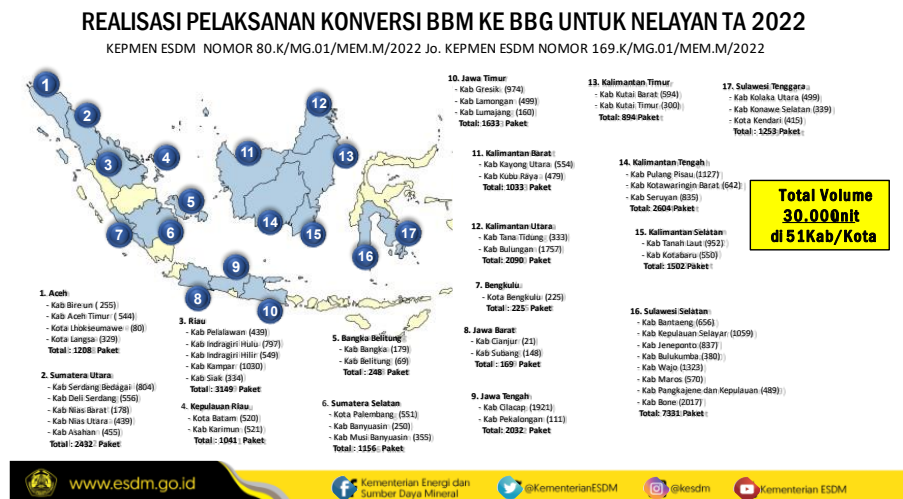 REALISASI PELAKSANAN KONVERSI BBM KE BBG UNTUK NELAYAN TA 2022
KEPMEN ESDM NOMOR 80.K/MG.01/MEM.M/2022 Jo. KEPMEN ESDM NOMOR 169.K/MG.01/MEM.M/2022
1
2
3
4
5
6
7
8
9
10
11
12
13
14
15
16
17
1. Aceh
- Kab Bireun (255)
- Kab Aceh Timur (544)
- Kota Lhokseumawe (80)
- Kota Langsa (329)
Total : 1208 Paket
2. Sumatera Utara
- Kab Serdang Bedagai (804)
- Kab Deli Serdang (556)
- Kab Nias Barat (178)
- Kab Nias Utara (439)
- Kab Asahan (455)
Total : 2432 Paket
3. Riau
- Kab Pelalawan (439)
- Kab Indragiri Hulu (797)
- Kab Indragiri Hilir (549)
- Kab Kampar (1030)
- Kab Siak (334)
Total : 3149 Paket
4. Kepulauan Riau
- Kota Batam (520)
- Kab Karimun (521)
Total : 1041 Paket
5. Bangka Belitung
- Kab Bangka (179)
- Kab Belitung (69)
Total : 248 Paket
6. Sumatera Selatan
- Kota Palembang (551)
- Kab Banyuasin (250)
- Kab Musi Banyuasin (355)
Total : 1156 Paket
7. Bengkulu
- Kota Bengkulu (225)
Total : 225 Paket
8. Jawa Barat
- Kab Cianjur (21)
- Kab Subang (148)
Total : 169 Paket
9. Jawa Tengah
- Kab Cilacap (1921)
- Kab Pekalongan (111)
Total: 2032 Paket
10. Jawa Timur
- Kab Gresik (974)
- Kab Lamongan (499)
- Kab Lumajang (160)
Total: 1633 Paket
11. Kalimantan Barat
- Kab Kayong Utara (554)
- Kab Kubu Raya (479)
Total: 1033 Paket
12. Kalimantan Utara
- Kab Tana Tidung (333)
- Kab Bulungan (1757)
Total: 2090 Paket
13. Kalimantan Timur
- Kab Kutai Barat (594)
- Kab Kutai Timur (300)
Total: 894 Paket
14. Kalimantan Tengah
- Kab Pulang Pisau (1127)
- Kab Kotawaringin Barat (642)
- Kab Seruyan (835)
Total: 2604 Paket
15. Kalimantan Selatan
- Kab Tanah Laut (952)
- Kab Kotabaru (550)
Total: 1502 Paket
16. Sulawesi Selatan
- Kab Bantaeng (656)
- Kab Kepulauan Selayar (1059)
- Kab Jeneponto (837)
- Kab Bulukumba (380)
- Kab Wajo (1323)
- Kab Maros (570)
- Kab Pangkajene dan Kepulauan (489)
- Kab Bone (2017)
Total: 7331 Paket
17. Sulawesi Tenggara
- Kab Kolaka Utara (499)
- Kab Konawe Selatan (339)
- Kota Kendari (415)
Total : 1253 Paket
Total Volume
30.000nit
di 51Kab/Kota
www.esdm.go.id
Kementerian Energi dan
Sumber Daya Mineral
@KementerianESDM
@kesdm
Kementerian ESDM